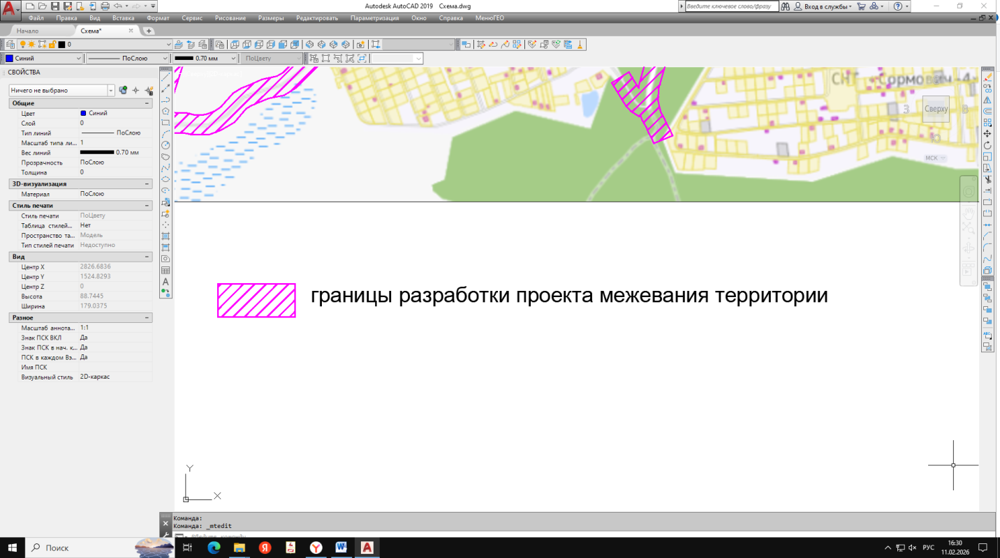 Autodesk AutoCAD 2019 Схема.dwg
Введите ключевое слово/фразу
Вход в службы
Файл Правка Вид Вставка Формат Сервис Рисование Размеры Редактировать Параметризация Окно Справка МенюГЕО
Начало Схема*
0
Синий ПоСлою 0.70 мм ПоЦвету
СВОЙСТВА
Ничего не выбрано
Общие
Цвет Синий
Слой 0
Тип линий ПоСлою
Масштаб типа ли... 1
Вес линий 0.70 мм
Прозрачность ПоСлою
Толщина 0
3D-визуализация
Материал ПоСлою
Стиль печати
Стиль печати ПоЦвету
Таблица стилей... Нет
Пространство та... Модель
Тип стилей печати Недоступно
Вид
Центр X 2826.6836
Центр Y 1524.8293
Центр Z 0
Высота 88.7445
Ширина 179.0375
Разное
Масштаб аннота... 1:1
Знак ПСК ВКЛ Да
Знак ПСК в нач. к... Да
ПСК в каждом Вэ... Да
Имя ПСК
Визуальный стиль 2D-каркас
СНТ «Сормович-4»
З Сверху В
Ю
МСК
границы разработки проекта межевания территории
Y
X
Команда:
Команда: _mtedit
Введите команду
Поиск
РУС
16:30
11.02.2026